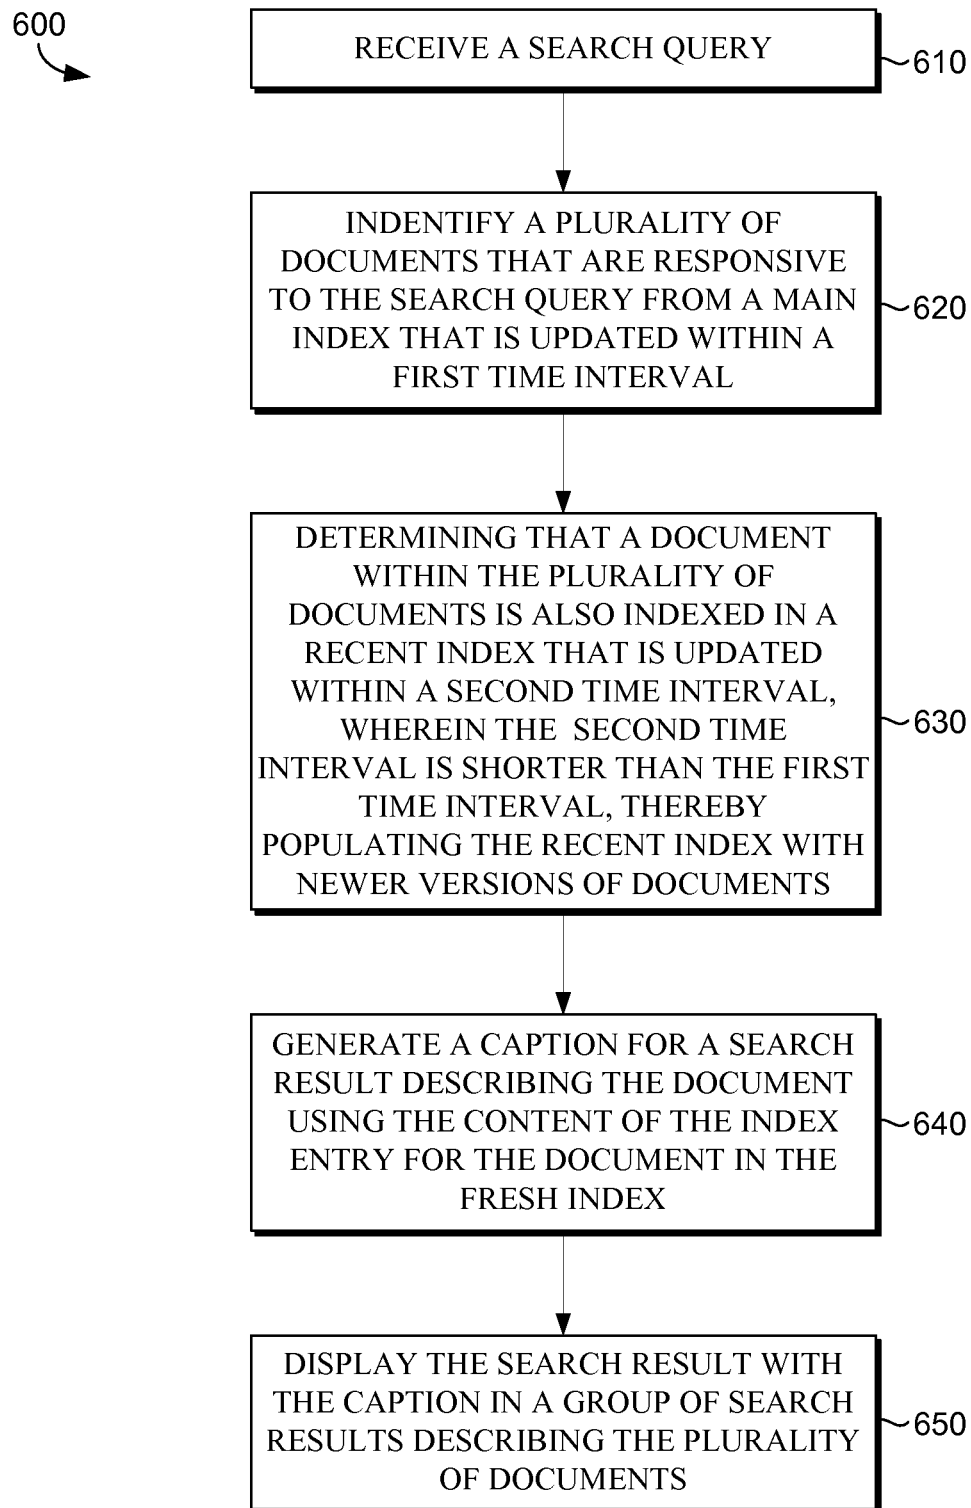 600
RECEIVE A SEARCH QUERY
610
INDENTIFY A PLURALITY OF
DOCUMENTS THAT ARE RESPONSIVE
TO THE SEARCH QUERY FROM A MAIN
INDEX THAT IS UPDATED WITHIN A
FIRST TIME INTERVAL
620
DETERMINING THAT A DOCUMENT
WITHIN THE PLURALITY OF
DOCUMENTS IS ALSO INDEXED IN A
RECENT INDEX THAT IS UPDATED
WITHIN A SECOND TIME INTERVAL,
WHEREIN THE SECOND TIME
INTERVAL IS SHORTER THAN THE FIRST
TIME INTERVAL, THEREBY
POPULATING THE RECENT INDEX WITH
NEWER VERSIONS OF DOCUMENTS
630
GENERATE A CAPTION FOR A SEARCH
RESULT DESCRIBING THE DOCUMENT
USING THE CONTENT OF THE INDEX
ENTRY FOR THE DOCUMENT IN THE
FRESH INDEX
640
DISPLAY THE SEARCH RESULT WITH
THE CAPTION IN A GROUP OF SEARCH
RESULTS DESCRIBING THE PLURALITY
OF DOCUMENTS
650